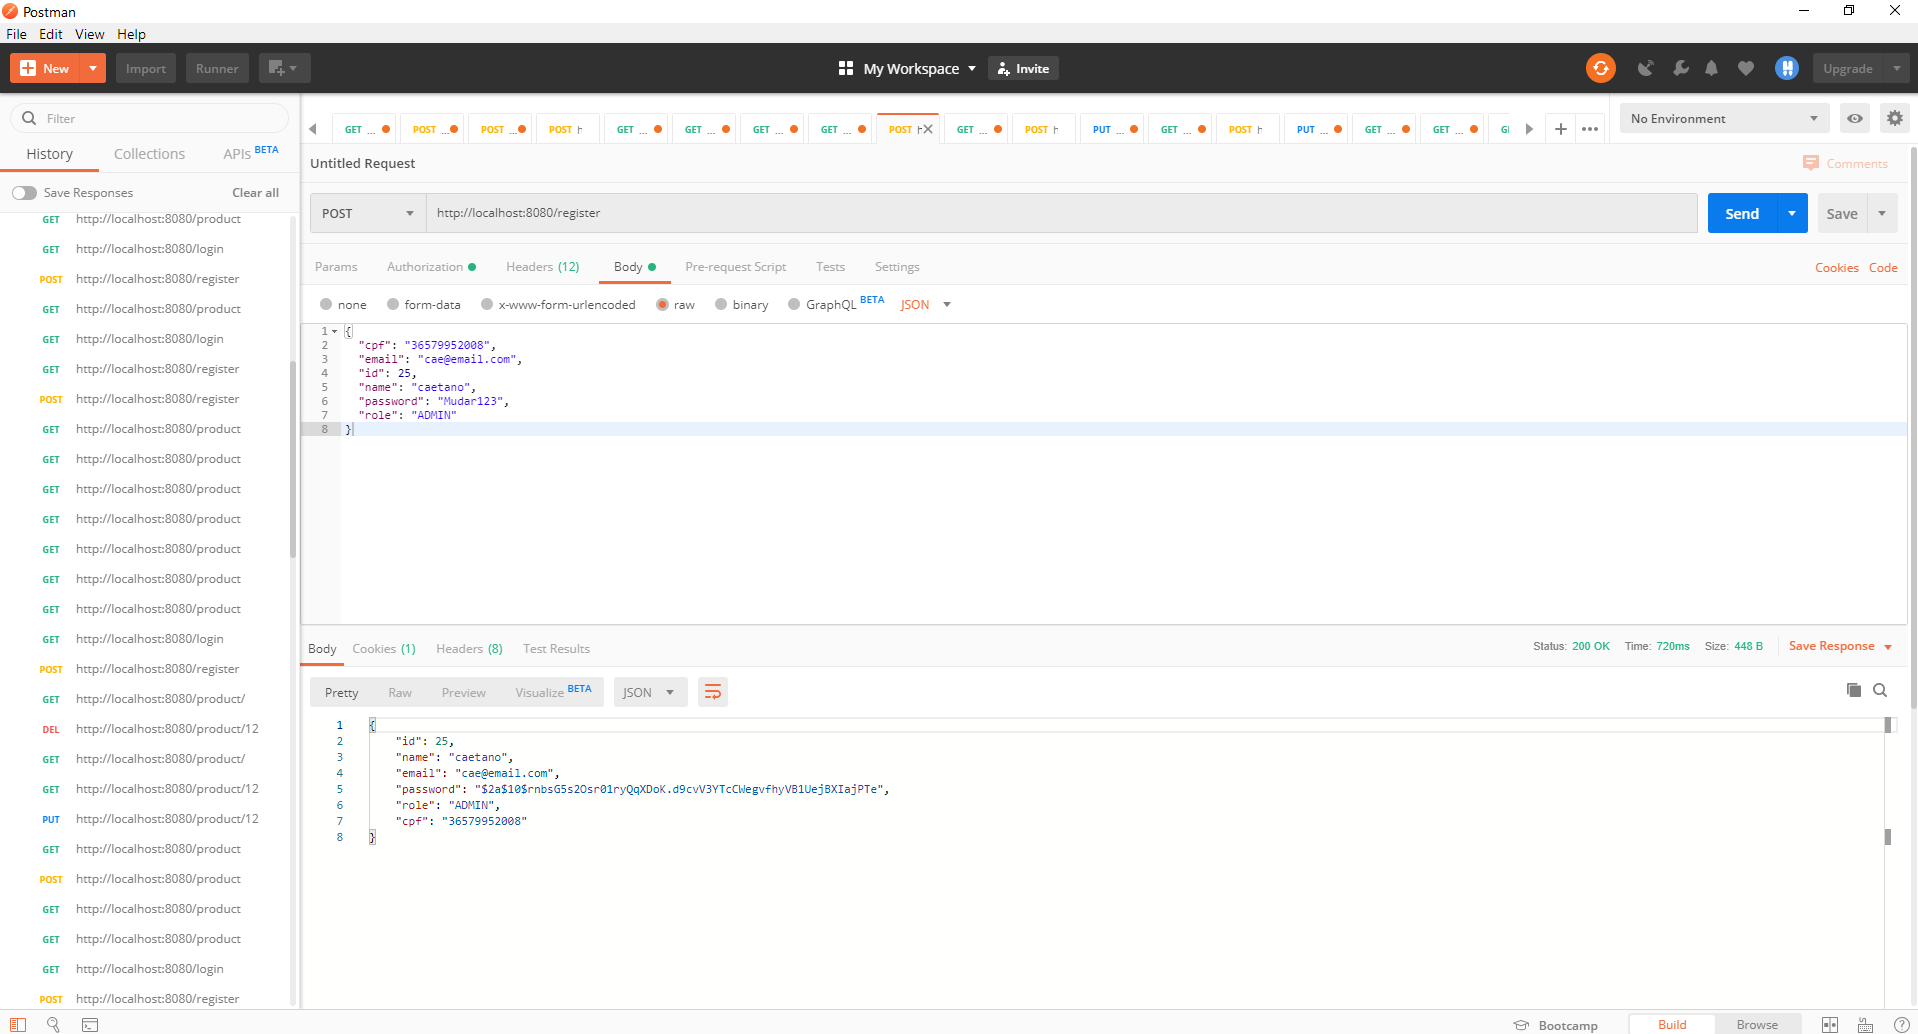 Postman
File Edit View Help
New Import Runner My Workspace Invite Upgrade
Filter
History Collections APIs BETA
Save Responses Clear all
GET http://localhost:8080/product
GET http://localhost:8080/login
POST http://localhost:8080/register
GET http://localhost:8080/product
GET http://localhost:8080/login
GET http://localhost:8080/register
POST http://localhost:8080/register
GET http://localhost:8080/product
GET http://localhost:8080/product
GET http://localhost:8080/product
GET http://localhost:8080/product
GET http://localhost:8080/product
GET http://localhost:8080/product
GET http://localhost:8080/product
GET http://localhost:8080/login
POST http://localhost:8080/register
GET http://localhost:8080/product/
DEL http://localhost:8080/product/12
GET http://localhost:8080/product/
GET http://localhost:8080/product/12
PUT http://localhost:8080/product/12
GET http://localhost:8080/product
POST http://localhost:8080/product
GET http://localhost:8080/product
GET http://localhost:8080/product
GET http://localhost:8080/login
POST http://localhost:8080/register
GET ... POST ... POST ... POST h GET ... GET ... GET ... GET ... POST h GET ... POST h PUT ... GET ... POST h PUT ... GET ... GET ... No Environment
Untitled Request Comments
POST http://localhost:8080/register Send Save
Params Authorization Headers (12) Body Pre-request Script Tests Settings Cookies Code
none form-data x-www-form-urlencoded raw binary GraphQL BETA JSON
1 {
2 "cpf": "36579952008",
3 "email": "cae@email.com",
4 "id": 25,
5 "name": "caetano",
6 "password": "Mudar123",
7 "role": "ADMIN"
8 }
Body Cookies (1) Headers (8) Test Results Status: 200 OK Time: 720ms Size: 448 B Save Response
Pretty Raw Preview Visualize BETA JSON
1 {
2 "id": 25,
3 "name": "caetano",
4 "email": "cae@email.com",
5 "password": "$2a$10$rnbsG5s2Osr01ryQqXDoK.d9cvV3YTcCWegvfhyVB1UejBXIajPTe",
6 "role": "ADMIN",
7 "cpf": "36579952008"
8 }
Bootcamp Build Browse